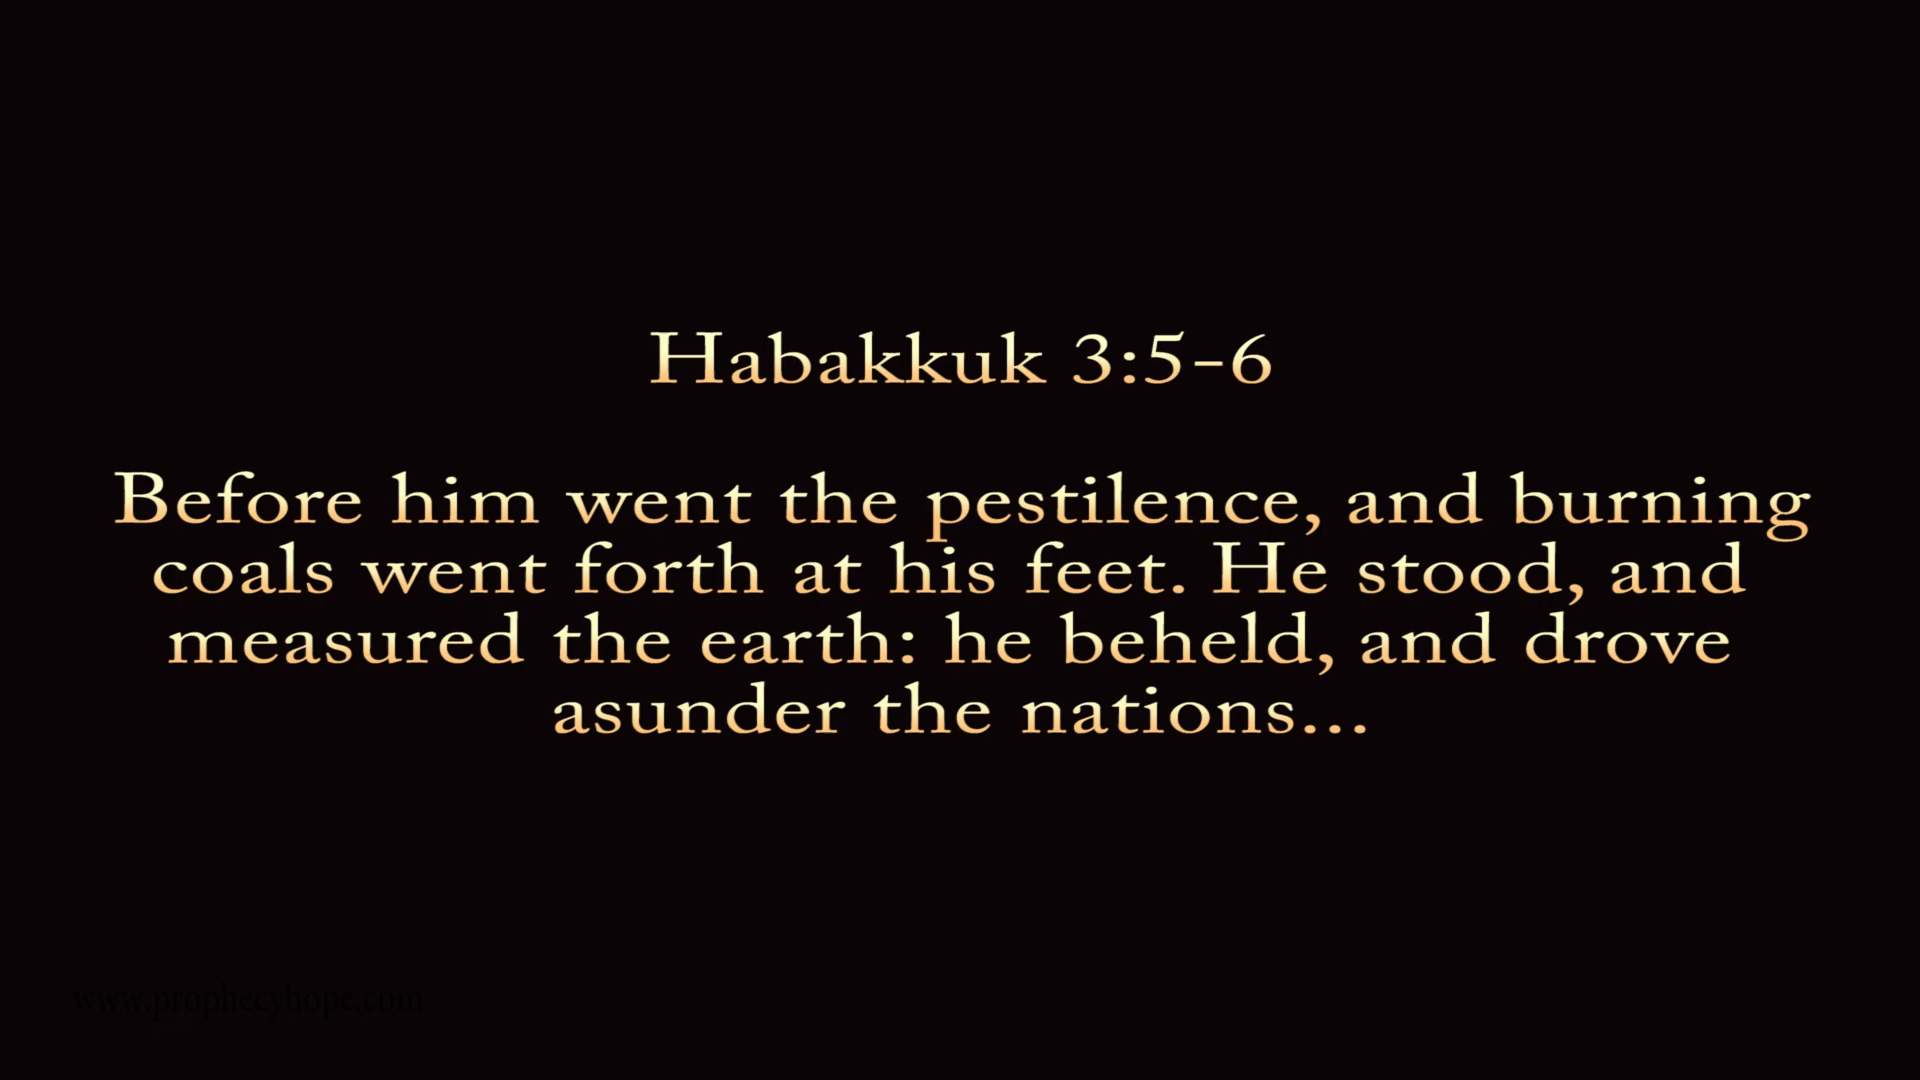 Habakkuk 3:5-6
Before him went the pestilence, and burning
coals went forth at his feet. He stood, and
measured the earth: he beheld, and drove
asunder the nations...
www.prophecyhope.com